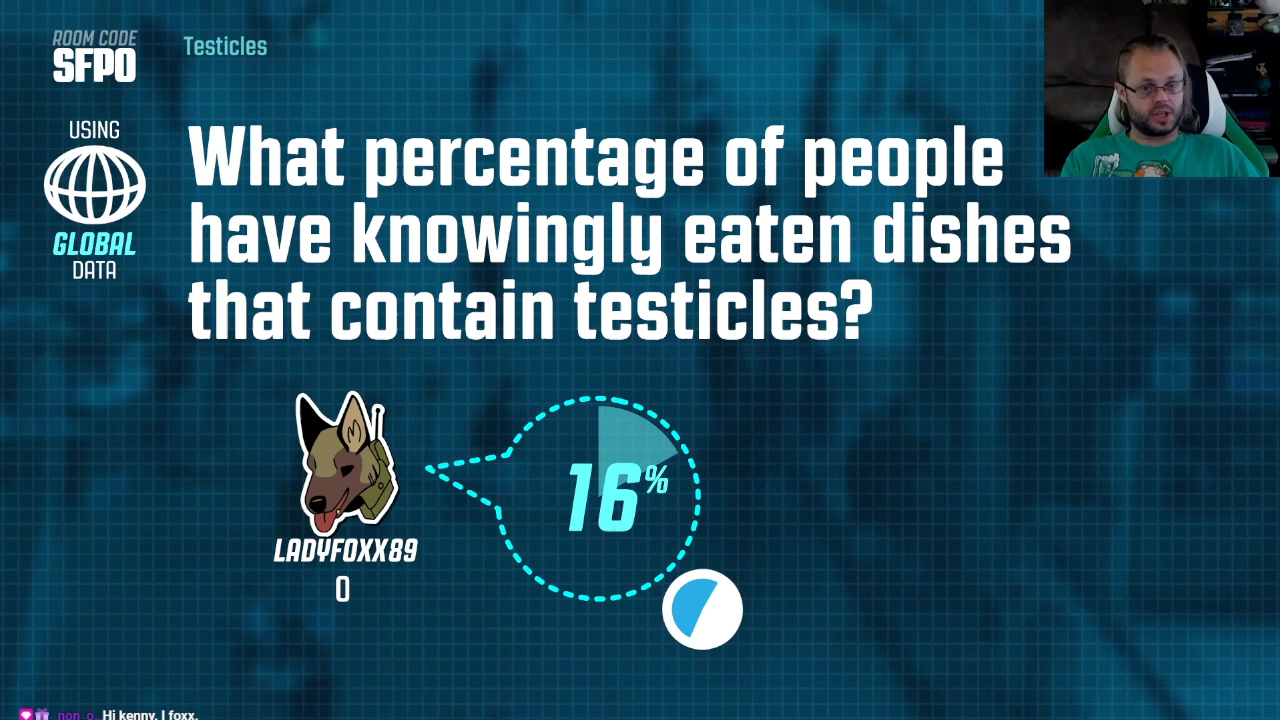 ROOM CODE
SFPO
Testicles
USING
GLOBAL
DATA
What percentage of people
have knowingly eaten dishes
that contain testicles?
16%
LADYFOXX89
0
non_o. Hi kenny. I foxx.